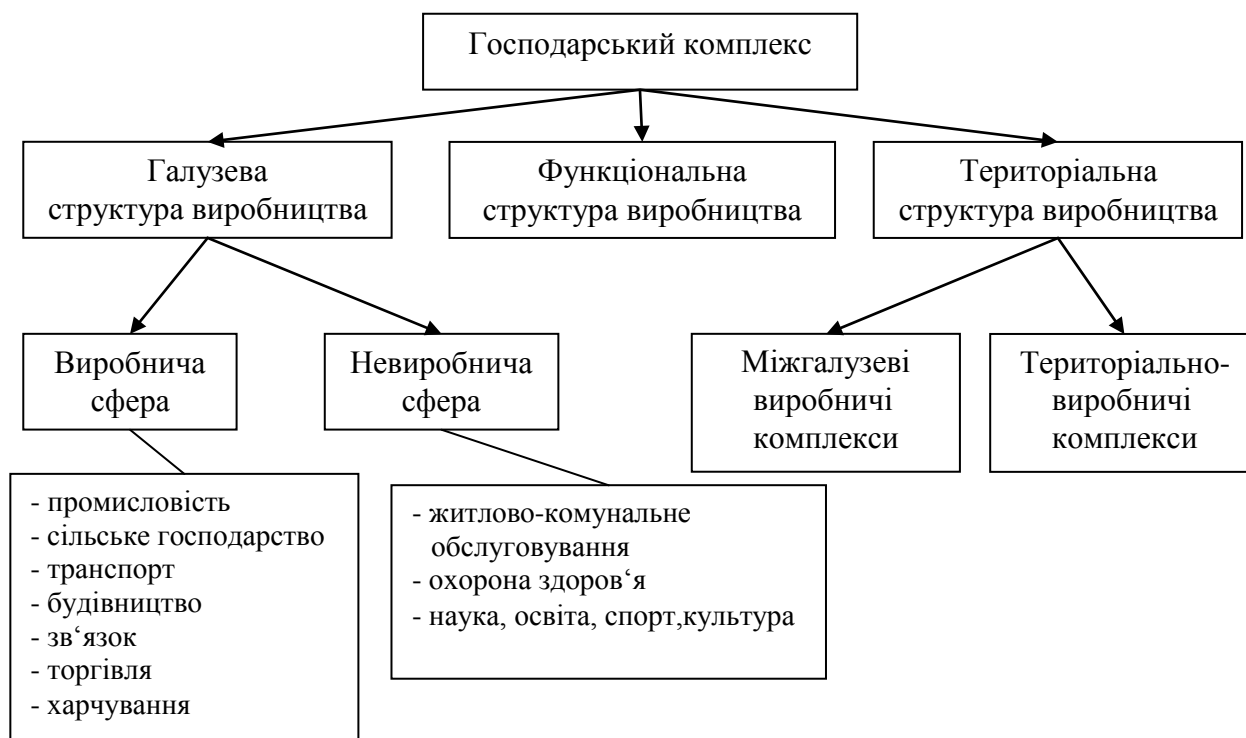 Господарський комплекс
Галузева
структура виробництва
Функціональна
структура виробництва
Територіальна
структура виробництва
Виробнича
сфера
Невиробнича
сфера
Міжгалузеві
виробничі
комплекси
Територіально-
виробничі
комплекси
- промисловість
- сільське господарство
- транспорт
- будівництво
- зв‘язок
- торгівля
- харчування
- житлово-комунальне
обслуговування
- охорона здоров‘я
- наука, освіта, спорт,культура